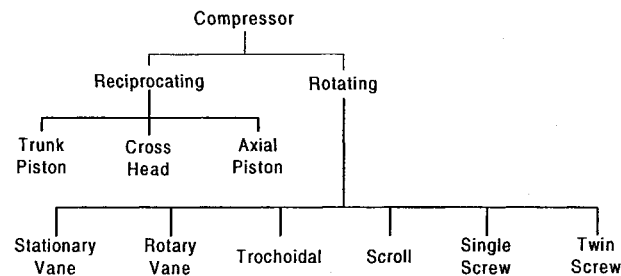 Compressor
Reciprocating
Rotating
Trunk
Piston
Cross
Head
Axial
Piston
Stationary
Vane
Rotary
Vane
Trochoidal
Scroll
Single
Screw
Twin
Screw